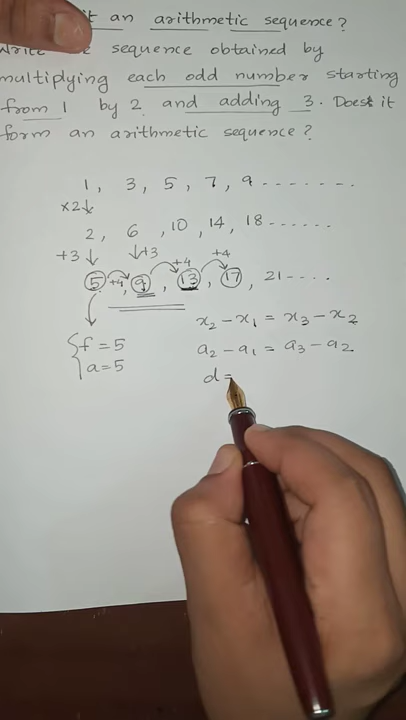 it an arithmetic sequence?
sequence obtained by
multiplying each odd number starting
from 1 by 2 and adding 3. Does it
form an arithmetic sequence?
1, 3, 5, 7, 9 - - - - - - - .
×2↓
2, 6, 10, 14, 18 - - - - - -
+3 ↓ ↓+3 +4 +4
5 +4, 9, 13, 17, 21 - - - .
x₂ - x₁ = x₃ - x₂
f = 5 a₂ - a₁ = a₃ - a₂
a = 5 d =